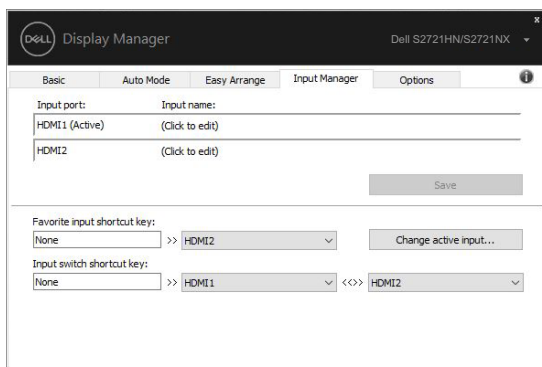 x
DELL Display Manager Dell S2721HN/S2721NX
Basic Auto Mode Easy Arrange Input Manager Options
Input port: Input name:
HDMI1 (Active) (Click to edit)
HDMI2 (Click to edit)
Save
Favorite input shortcut key:
None >> HDMI2 Change active input...
Input switch shortcut key:
None >> HDMI1 <<>> HDMI2